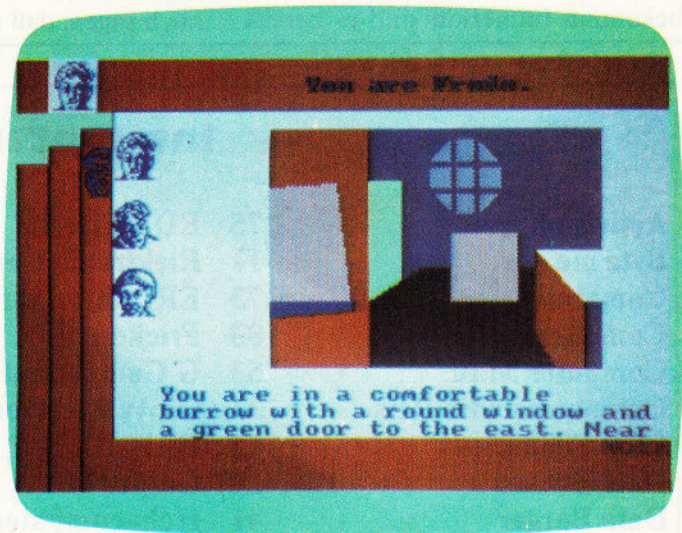 You are Frodo.
You are in a comfortable
burrow with a round window and
a green door to the east. Near